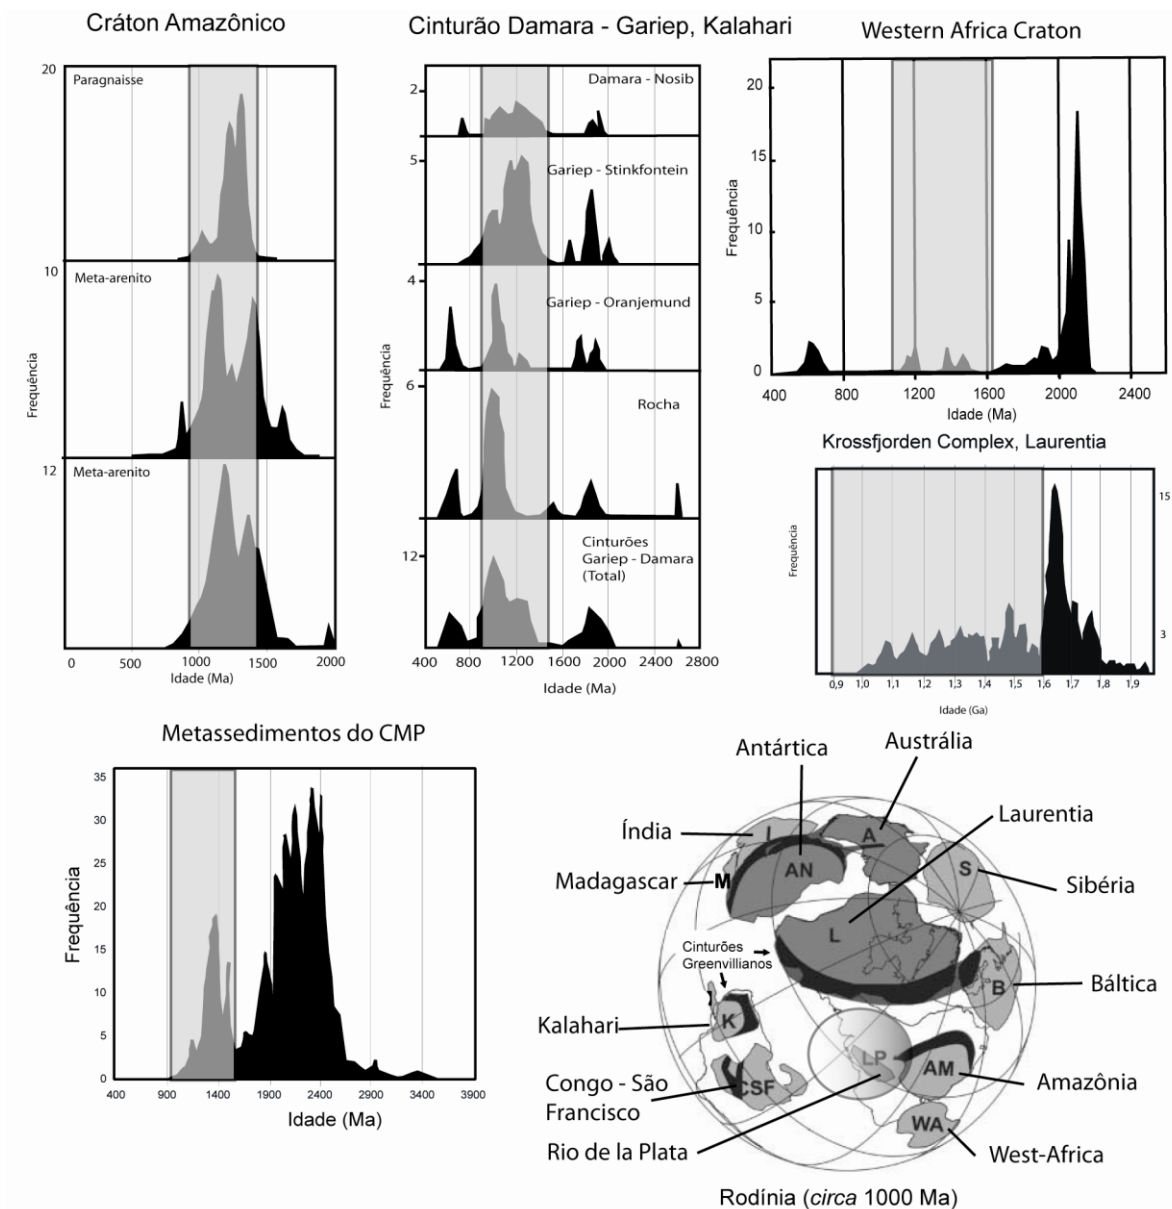 Cráton Amazônico
20
Paragnaisse
10
Meta-arenito
12
Meta-arenito
Frequência
0
500
1000
1500
2000
Idade (Ma)
Cinturão Damara - Gariep, Kalahari
2
Damara - Nosib
5
Gariep - Stinkfontein
4
Gariep - Oranjemund
6
Rocha
12
Cinturões
Gariep - Damara
(Total)
Frequência
400
800
1200
1600
2000
2400
2800
Idade (Ma)
Western Africa Craton
20
15
10
5
0
Frequência
400
800
1200
1600
2000
2400
Idade (Ma)
Krossfjorden Complex, Laurentia
15
3
Frequência
0,9
1,0
1,1
1,2
1,3
1,4
1,5
1,6
1,7
1,8
1,9
Idade (Ga)
Metassedimentos do CMP
35
30
25
20
15
10
5
0
Frequência
400
900
1400
1900
2400
2900
3400
3900
Idade (Ma)
Antártica
Austrália
Laurentia
Índia
Madagascar
Sibéria
Cinturões
Greenvillianos
Báltica
Kalahari
Amazônia
Congo - São
Francisco
Rio de la Plata
West-Africa
I
A
AN
M
S
L
B
K
LP
AM
CSF
WA
Rodínia (circa 1000 Ma)